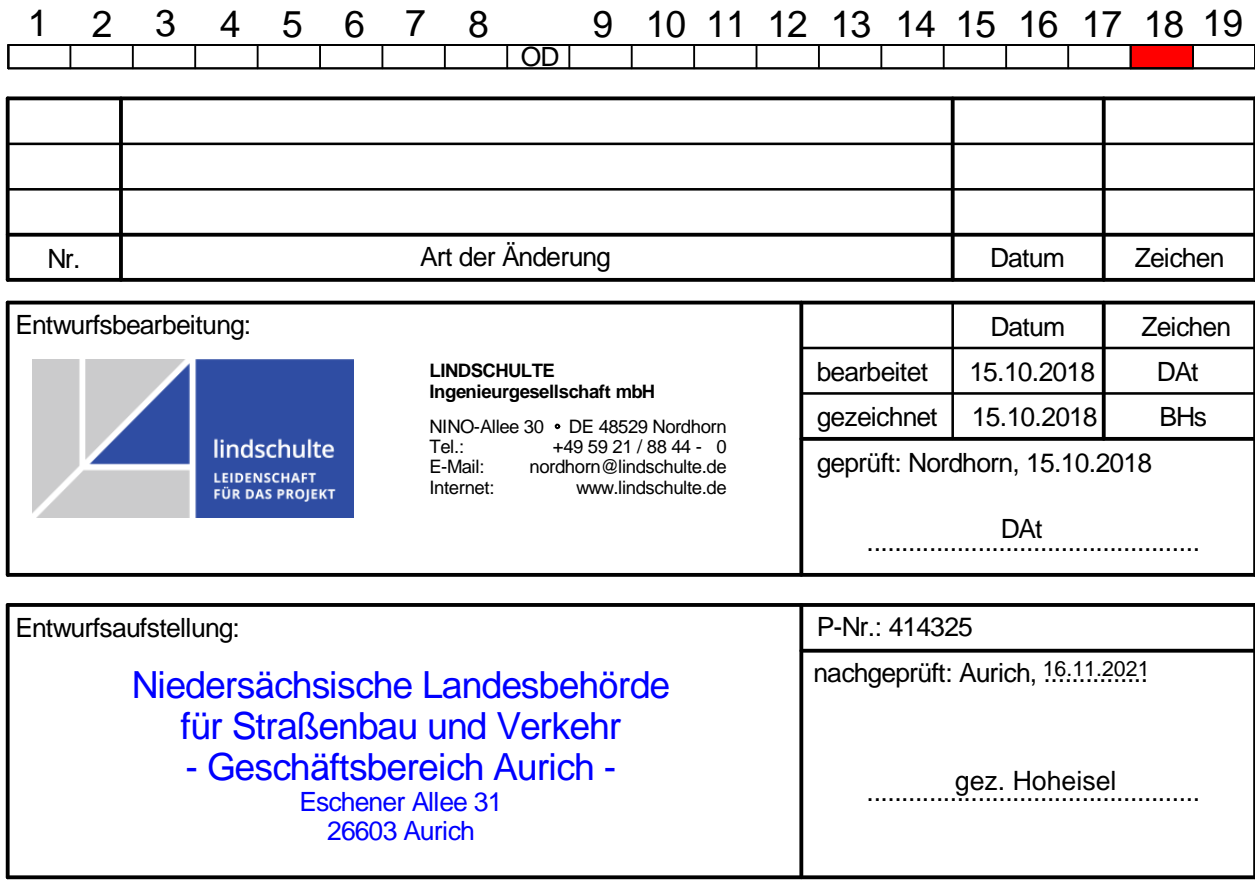 1 2 3 4 5 6 7 8 9 10 11 12 13 14 15 16 17 18 19
OD
Nr. Art der Änderung Datum Zeichen
Entwurfsbearbeitung:
lindschulte
LEIDENSCHAFT
FÜR DAS PROJEKT
LINDSCHULTE
Ingenieurgesellschaft mbH
NINO-Allee 30 • DE 48529 Nordhorn
Tel.: +49 59 21 / 88 44 - 0
E-Mail: nordhorn@lindschulte.de
Internet: www.lindschulte.de
Datum Zeichen
bearbeitet 15.10.2018 DAt
gezeichnet 15.10.2018 BHs
geprüft: Nordhorn, 15.10.2018
DAt
Entwurfsaufstellung:
Niedersächsische Landesbehörde
für Straßenbau und Verkehr
- Geschäftsbereich Aurich -
Eschener Allee 31
26603 Aurich
P-Nr.: 414325
nachgeprüft: Aurich, 16.11.2021
gez. Hoheisel